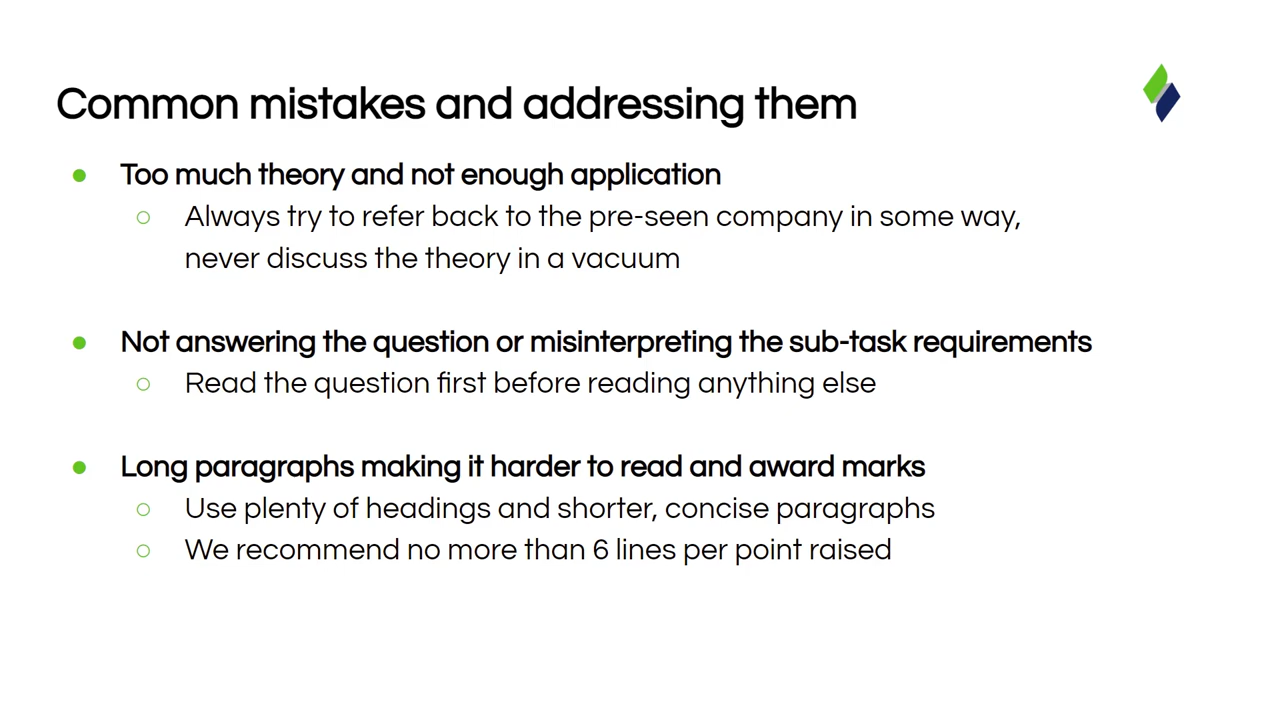 Common mistakes and addressing them
● Too much theory and not enough application
○ Always try to refer back to the pre-seen company in some way,
never discuss the theory in a vacuum
● Not answering the question or misinterpreting the sub-task requirements
○ Read the question first before reading anything else
● Long paragraphs making it harder to read and award marks
○ Use plenty of headings and shorter, concise paragraphs
○ We recommend no more than 6 lines per point raised